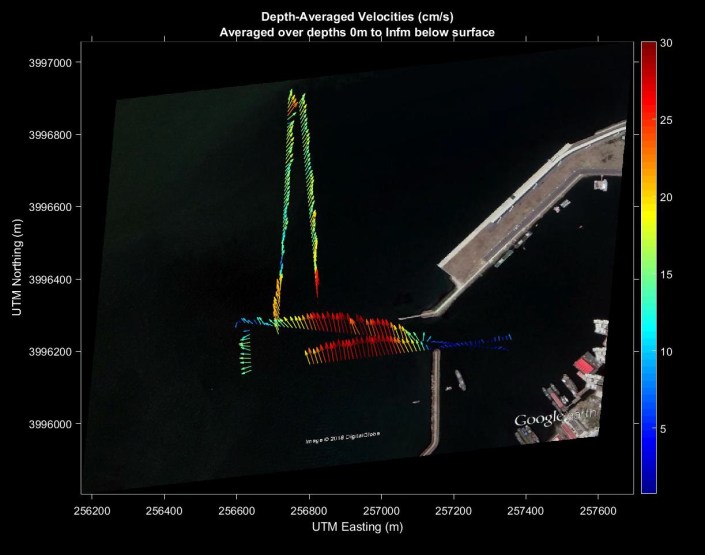 Depth-Averaged Velocities (cm/s)
Averaged over depths 0m to Infm below surface
3997000
3996800
3996600
3996400
3996200
3996000
UTM Northing (m)
256200 256400 256600 256800 257000 257200 257400 257600
UTM Easting (m)
30
25
20
15
10
5
Image © 2018 DigitalGlobe
Google earth